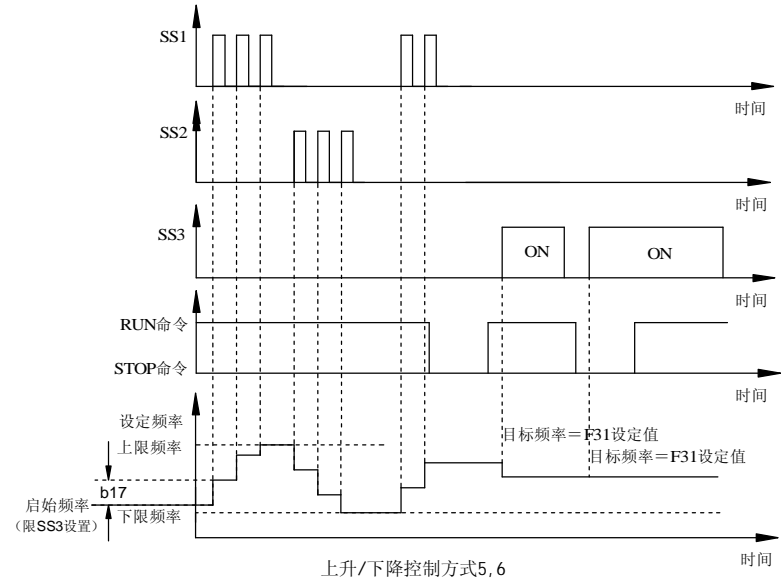 SS1
时间
SS2
时间
SS3
ON
ON
时间
RUN命令
STOP命令
时间
设定频率
上限频率
目标频率＝F31设定值
目标频率＝F31设定值
b17
启始频率
（限SS3设置）
下限频率
时间
上升/下降控制方式5,6